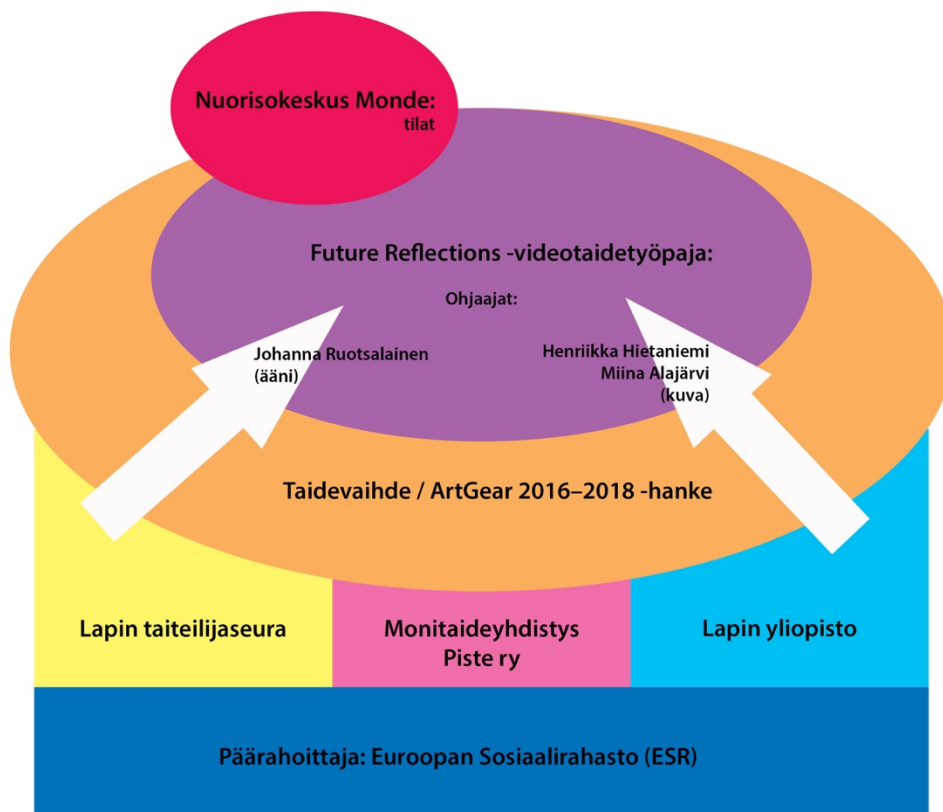 Nuorisokeskus Monde:
tilat
Future Reflections -videotaidetyöpaja:
Ohjaajat:
Johanna Ruotsalainen
(ääni)
Henriikka Hietaniemi
Miina Alajärvi
(kuva)
Taidevaihde / ArtGear 2016–2018 -hanke
Lapin taiteilijaseura
Monitaideyhdistys
Piste ry
Lapin yliopisto
Päärahoittaja: Euroopan Sosiaalirahasto (ESR)